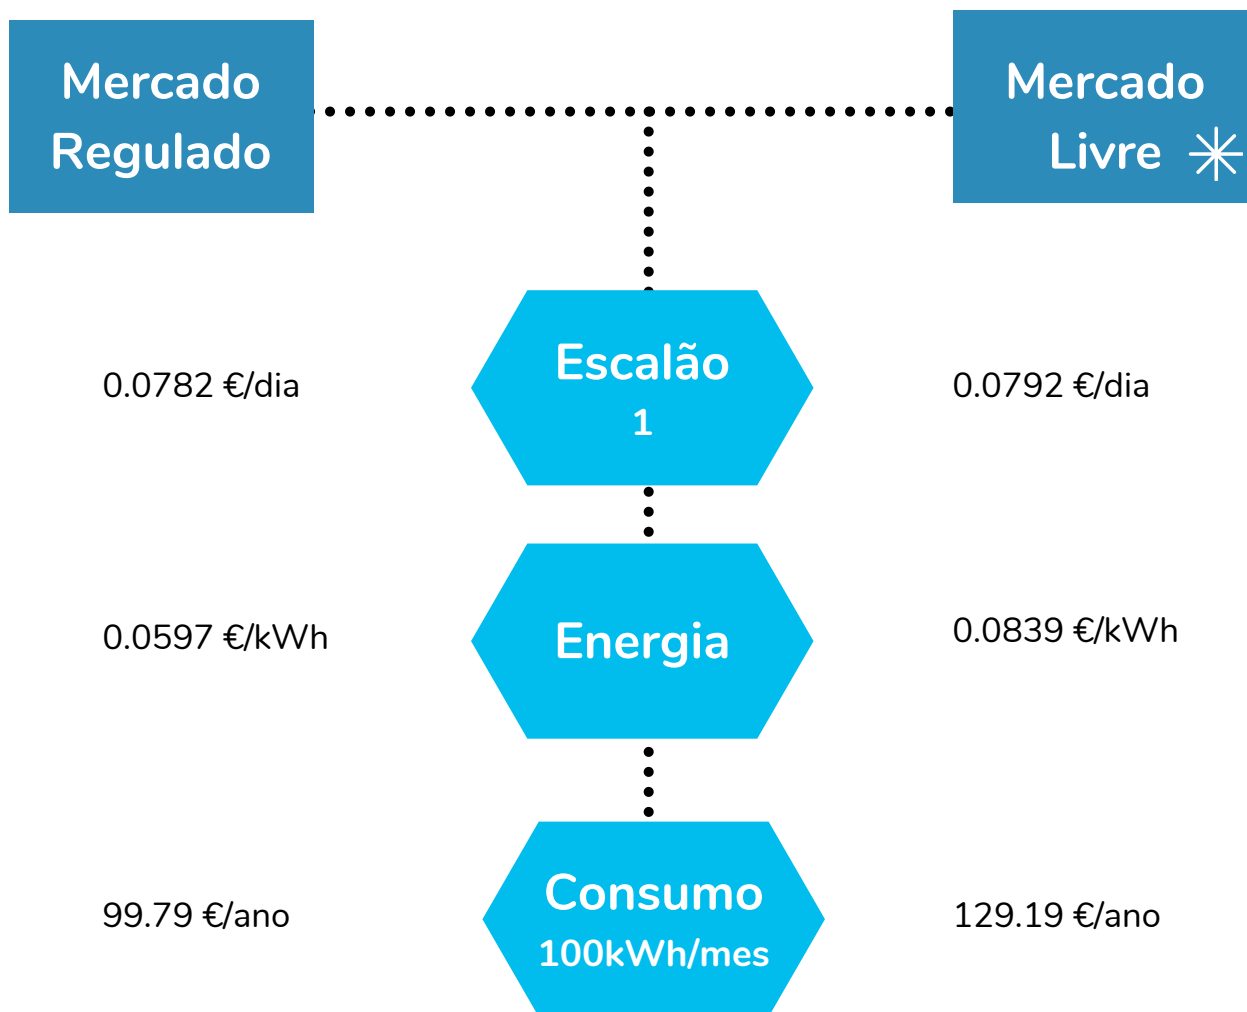 Mercado
Regulado
Mercado
Livre
Escalão
1
0.0782 €/dia
0.0792 €/dia
Energia
0.0597 €/kWh
0.0839 €/kWh
Consumo
100kWh/mes
99.79 €/ano
129.19 €/ano